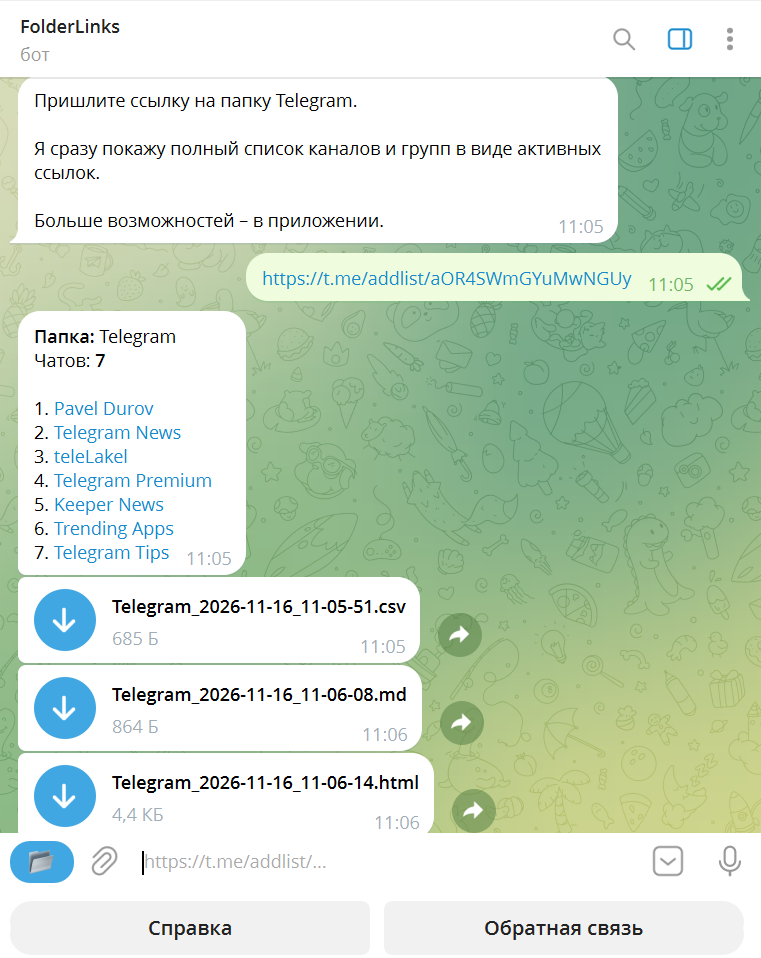 FolderLinks
бот
Пришлите ссылку на папку Telegram.
Я сразу покажу полный список каналов и групп в виде активных
ссылок.
Больше возможностей – в приложении.
11:05
https://t.me/addlist/aOR4SWmGYuMwNGUy
11:05
Папка: Telegram
Чатов: 7
1. Pavel Durov
2. Telegram News
3. teleLakel
4. Telegram Premium
5. Keeper News
6. Trending Apps
7. Telegram Tips
11:05
Telegram_2026-11-16_11-05-51.csv
685 Б
11:05
Telegram_2026-11-16_11-06-08.md
864 Б
11:06
Telegram_2026-11-16_11-06-14.html
4,4 КБ
11:06
https://t.me/addlist/...
Справка
Обратная связь